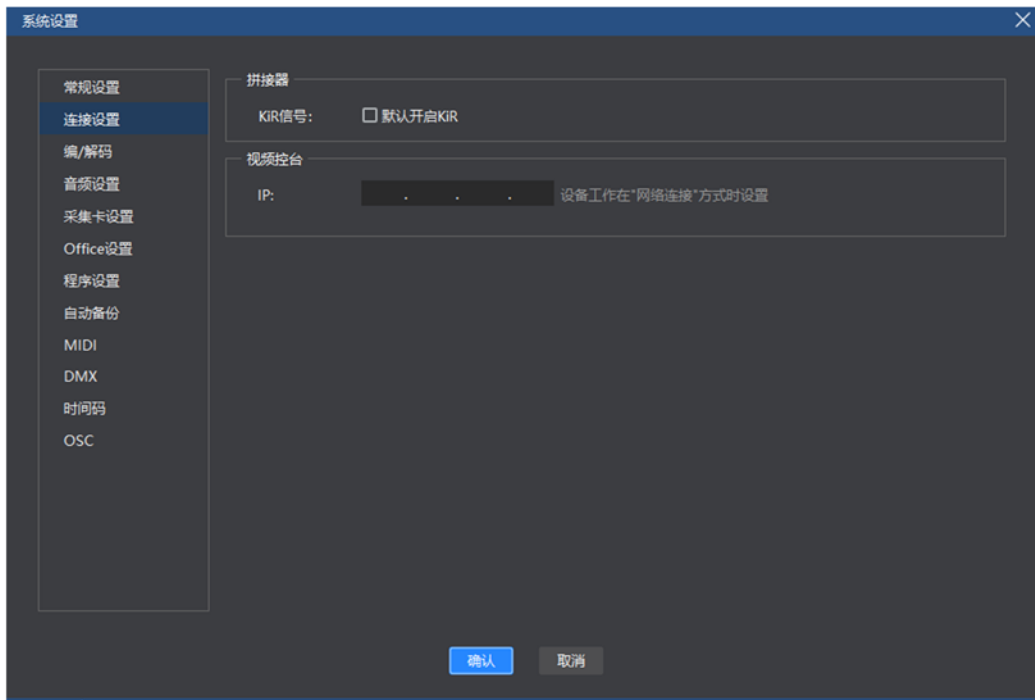 系统设置
常规设置
连接设置
编/解码
音频设置
采集卡设置
Office设置
程序设置
自动备份
MIDI
DMX
时间码
OSC
拼接器
KiR信号: 默认开启KiR
视频控台
IP: . . . 设备工作在"网络连接"方式时设置
确认 取消